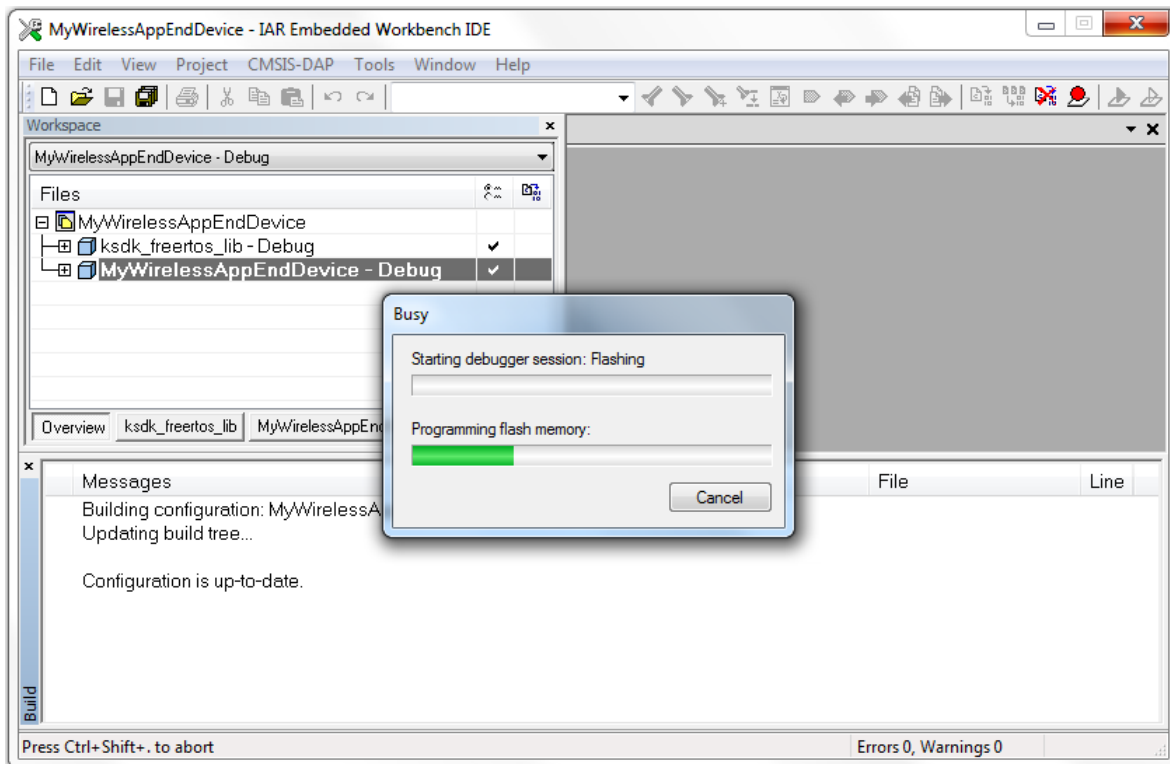 MyWirelessAppEndDevice - IAR Embedded Workbench IDE
File Edit View Project CMSIS-DAP Tools Window Help
Workspace
MyWirelessAppEndDevice - Debug
Files
MyWirelessAppEndDevice
ksdk_freertos_lib - Debug
MyWirelessAppEndDevice - Debug
Overview ksdk_freertos_lib MyWirelessAppEn
Busy
Starting debugger session: Flashing
Programming flash memory:
Cancel
Messages File Line
Building configuration: MyWirelessA
Updating build tree...
Configuration is up-to-date.
Build
Press Ctrl+Shift+. to abort Errors 0, Warnings 0